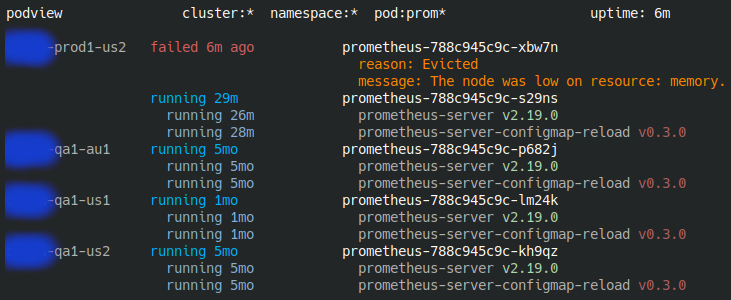 podview cluster:* namespace:* pod:prom* uptime: 6m
-prod1-us2 failed 6m ago prometheus-788c945c9c-xbw7n
reason: Evicted
message: The node was low on resource: memory.
running 29m prometheus-788c945c9c-s29ns
running 26m prometheus-server v2.19.0
running 28m prometheus-server-configmap-reload v0.3.0
-qa1-au1 running 5mo prometheus-788c945c9c-p682j
running 5mo prometheus-server v2.19.0
running 5mo prometheus-server-configmap-reload v0.3.0
-qa1-us1 running 1mo prometheus-788c945c9c-lm24k
running 1mo prometheus-server v2.19.0
running 1mo prometheus-server-configmap-reload v0.3.0
-qa1-us2 running 5mo prometheus-788c945c9c-kh9qz
running 5mo prometheus-server v2.19.0
running 5mo prometheus-server-configmap-reload v0.3.0